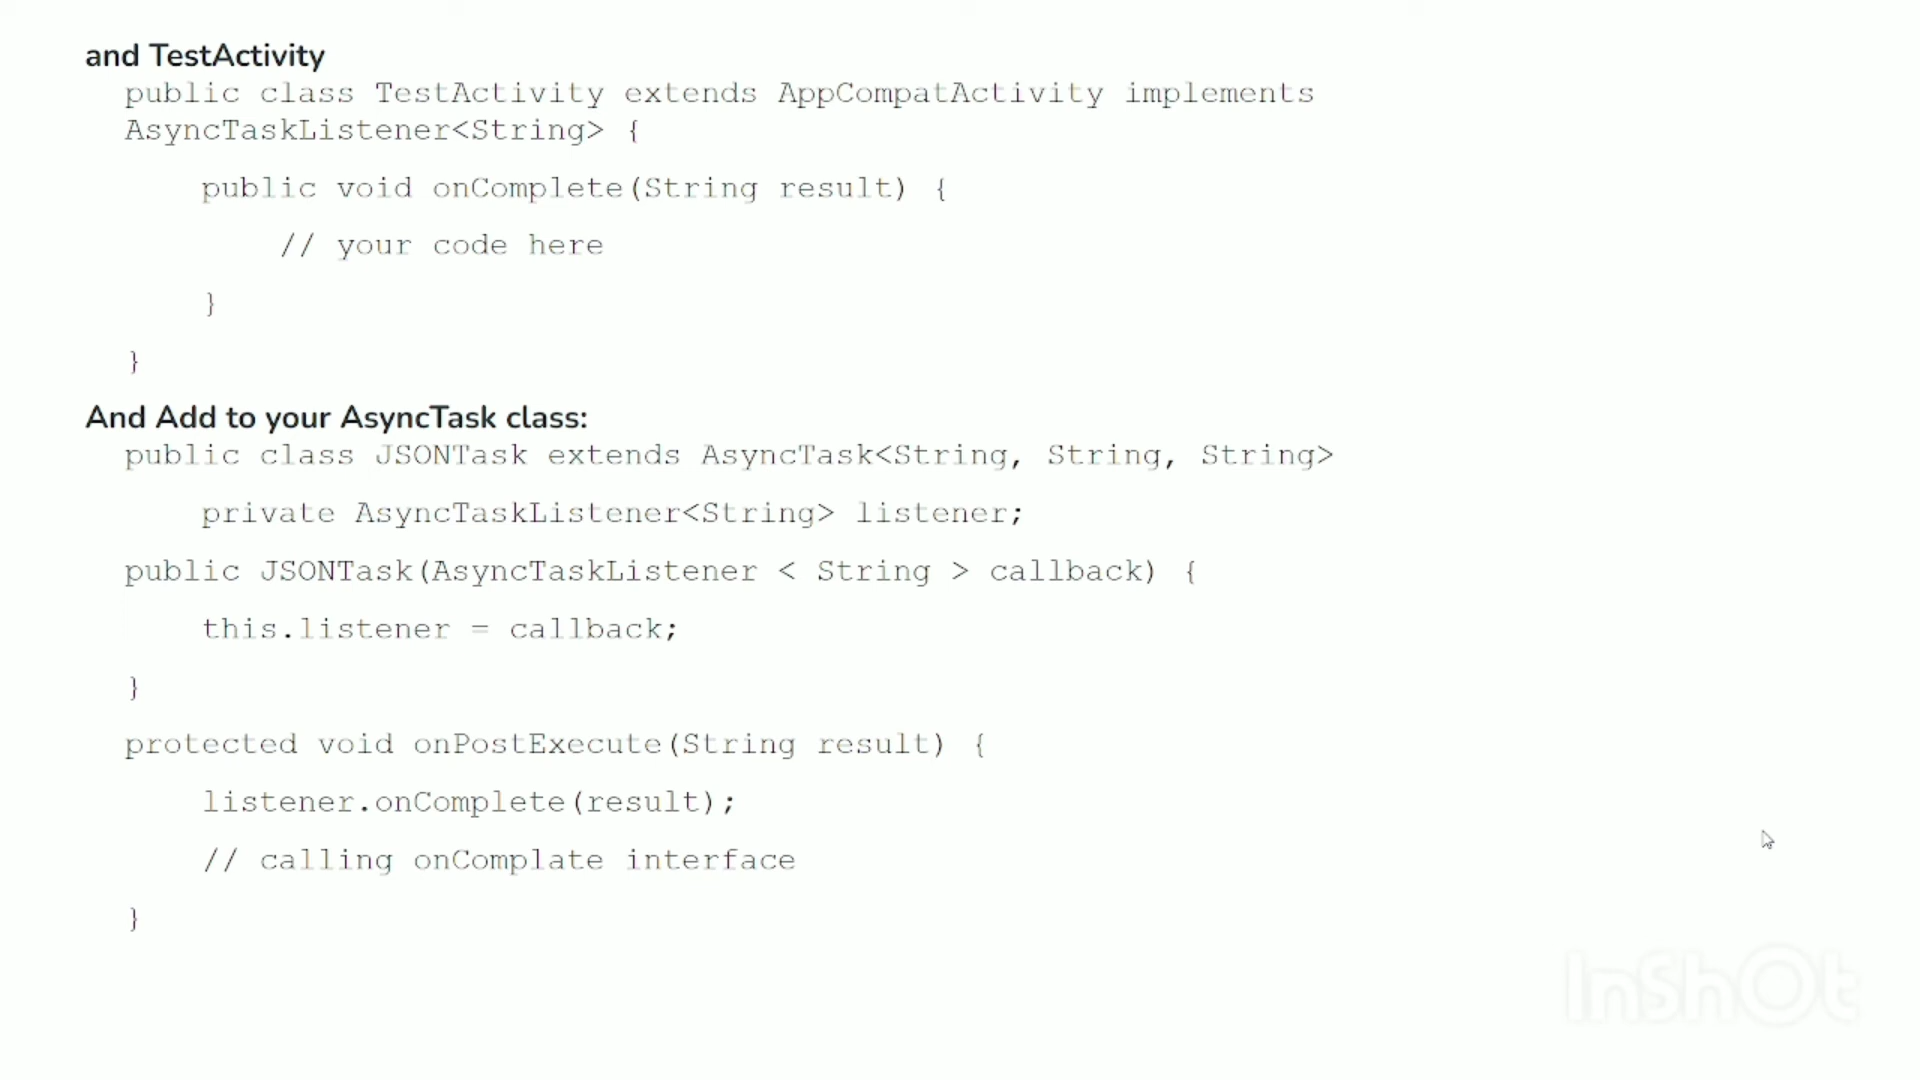 and TestActivity
public class TestActivity extends AppCompatActivity implements
AsyncTaskListener<String> {
public void onComplete(String result) {
// your code here
}
}
And Add to your AsyncTask class:
public class JSONTask extends AsyncTask<String, String, String>
private AsyncTaskListener<String> listener;
public JSONTask(AsyncTaskListener < String > callback) {
this.listener = callback;
}
protected void onPostExecute(String result) {
listener.onComplete(result);
// calling onComplate interface
}
InShOt